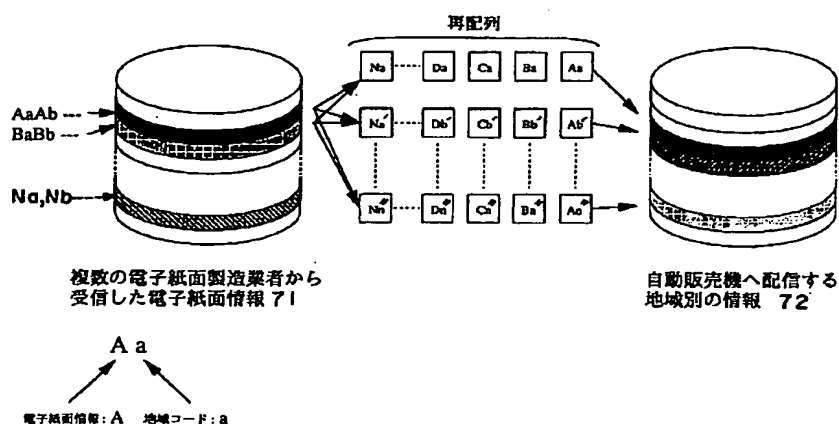 再配列
Na Da Ca Ba Aa
AaAb
BaBb
Na′ Db′ Cb′ Bb′ Ab′
Na,Nb
複数の電子紙面製造業者から
受信した電子紙面情報 71
自動販売機へ配信する
地域別の情報 72
A a
電子紙面情報：A 地域コード：a